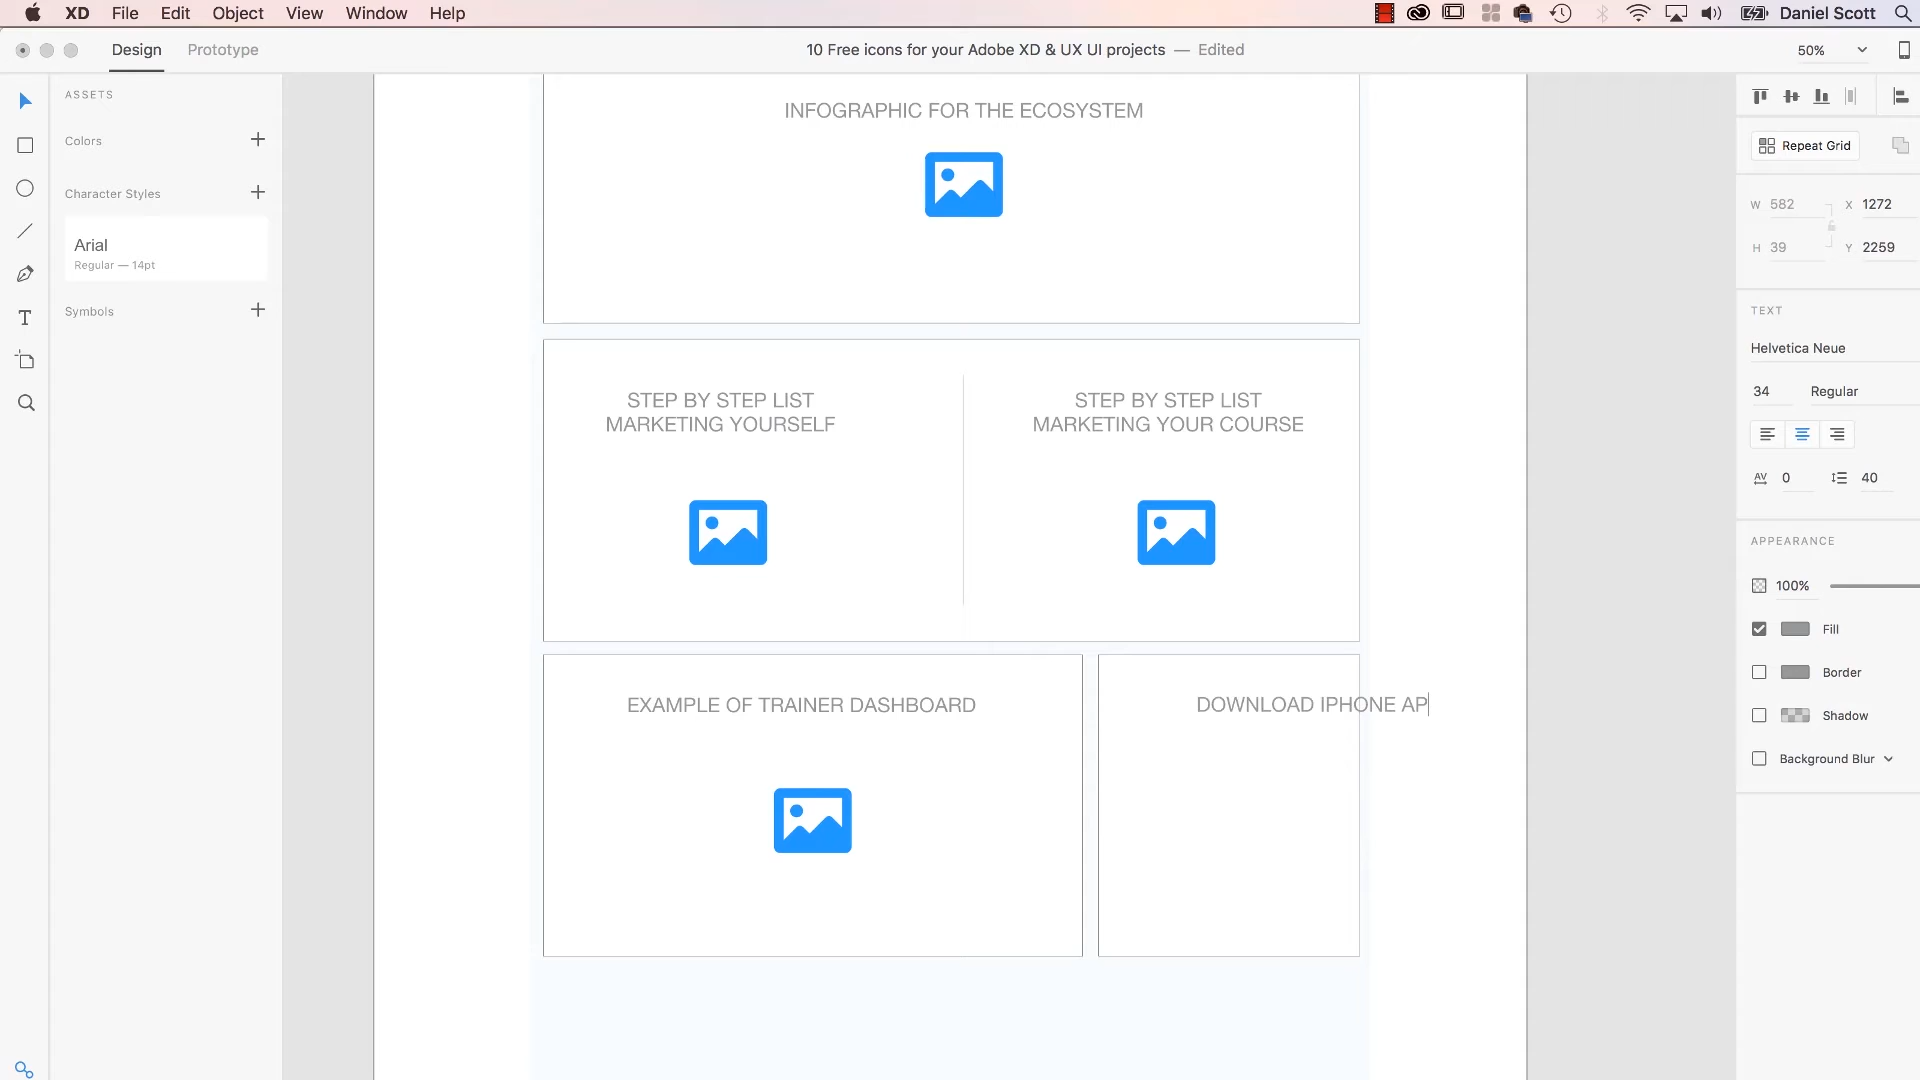 XD File Edit Object View Window Help Daniel Scott
Design Prototype 10 Free icons for your Adobe XD & UX UI projects — Edited 50%
ASSETS
Colors
Character Styles
Arial
Regular — 14pt
Symbols
INFOGRAPHIC FOR THE ECOSYSTEM
STEP BY STEP LIST
MARKETING YOURSELF
STEP BY STEP LIST
MARKETING YOUR COURSE
EXAMPLE OF TRAINER DASHBOARD
DOWNLOAD IPHONE AP
Repeat Grid
W 582 X 1272
H 39 Y 2259
TEXT
Helvetica Neue
34 Regular
AV 0 40
APPEARANCE
100%
Fill
Border
Shadow
Background Blur